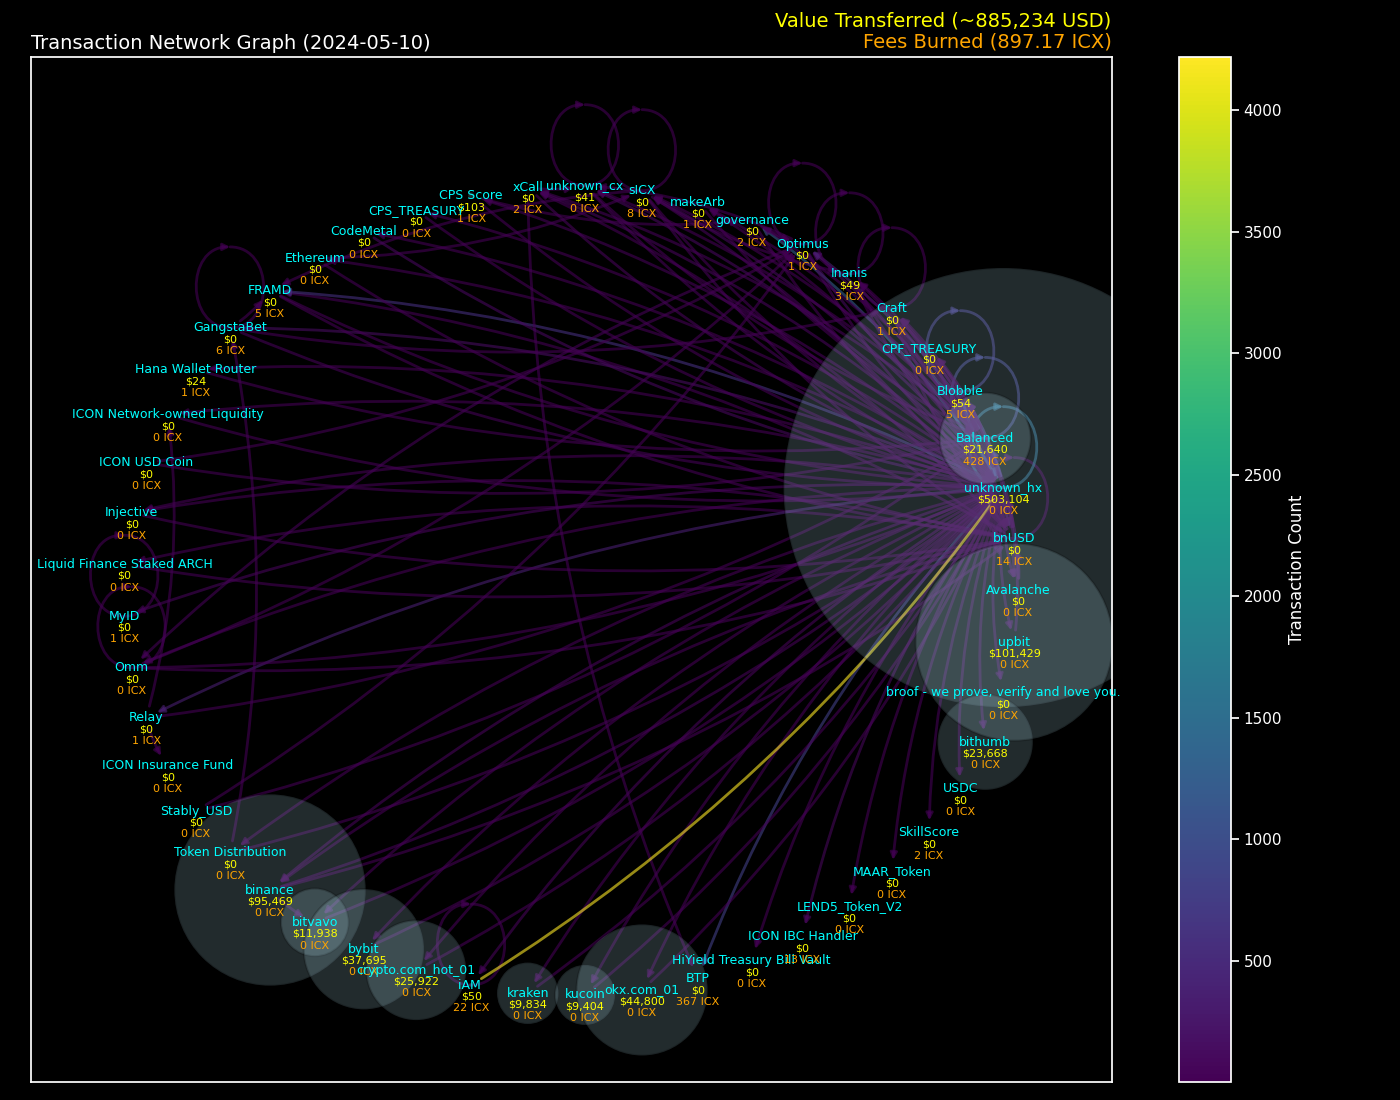 Value Transferred (~885,234 USD)
Transaction Network Graph (2024-05-10)
Fees Burned (897.17 ICX)
xCall
$0
2 ICX
unknown_cx
$41
0 ICX
sICX
$0
8 ICX
CPS Score
$103
1 ICX
makeArb
$0
1 ICX
CPS_TREASURY
$0
0 ICX
governance
$0
2 ICX
CodeMetal
$0
0 ICX
Optimus
$0
1 ICX
Ethereum
$0
0 ICX
Inanis
$49
3 ICX
FRAMD
$0
5 ICX
Craft
$0
1 ICX
GangstaBet
$0
6 ICX
CPF_TREASURY
$0
0 ICX
Hana Wallet Router
$24
1 ICX
Blobble
$54
5 ICX
ICON Network-owned Liquidity
$0
0 ICX
Balanced
$21,640
428 ICX
ICON USD Coin
$0
0 ICX
unknown_hx
$503,104
0 ICX
Injective
$0
0 ICX
bnUSD
$0
14 ICX
Liquid Finance Staked ARCH
$0
0 ICX
Avalanche
$0
0 ICX
MyID
$0
1 ICX
upbit
$101,429
0 ICX
Omm
$0
0 ICX
broof - we prove, verify and love you.
$0
0 ICX
Relay
$0
1 ICX
bithumb
$23,668
0 ICX
ICON Insurance Fund
$0
0 ICX
USDC
$0
0 ICX
Stably_USD
$0
0 ICX
SkillScore
$0
2 ICX
Token Distribution
$0
0 ICX
MAAR_Token
$0
0 ICX
binance
$95,469
0 ICX
LEND5_Token_V2
$0
0 ICX
bitvavo
$11,938
0 ICX
ICON IBC Handler
$0
13 ICX
bybit
$37,695
0 ICX
HiYield Treasury Bill Vault
$0
0 ICX
crypto.com_hot_01
$25,922
0 ICX
BTP
$0
367 ICX
iAM
$50
22 ICX
kraken
$9,834
0 ICX
kucoin
$9,404
0 ICX
okx.com_01
$44,800
0 ICX
4000
3500
3000
2500
2000
1500
1000
500
Transaction Count